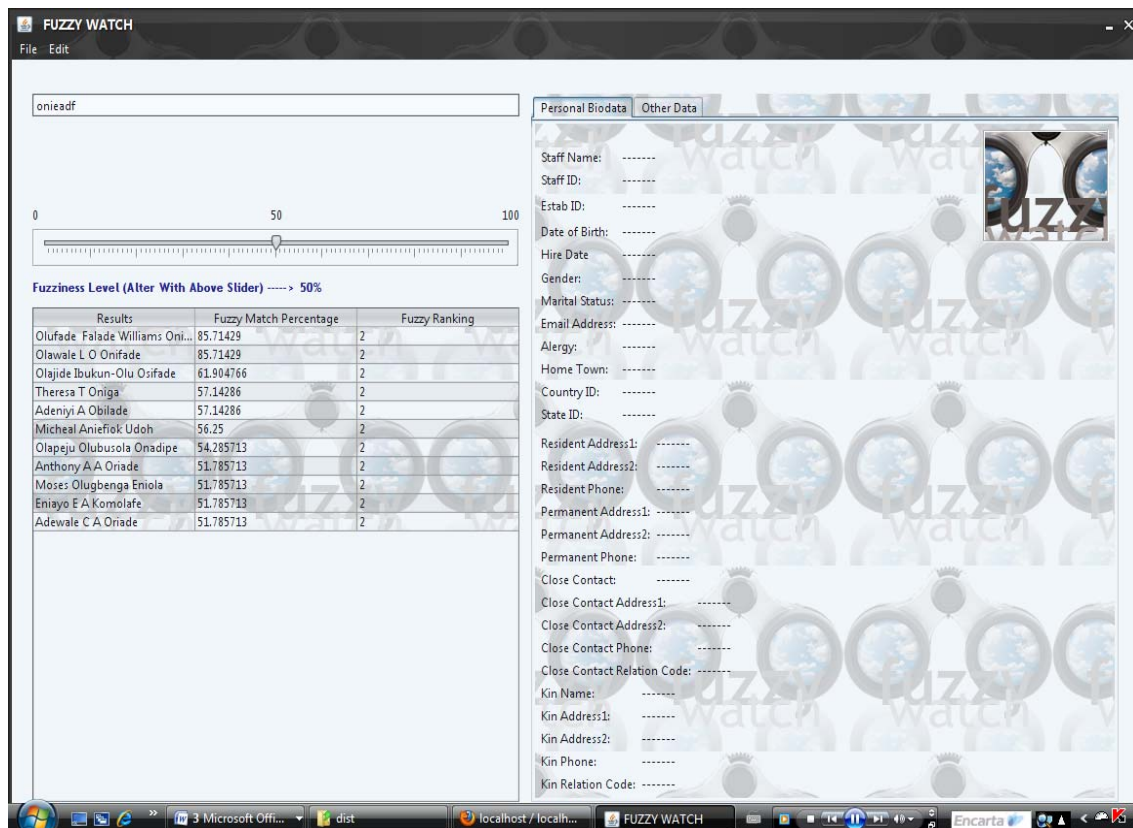 FUZZY WATCH
File Edit
onieadf
0 50 100
Fuzziness Level (Alter With Above Slider) -----> 50%
Results Fuzzy Match Percentage Fuzzy Ranking
Olufade Falade Williams Oni... 85.71429 2
Olawale L O Onifade 85.71429 2
Olajide Ibukun-Olu Osifade 61.904766 2
Theresa T Oniga 57.14286 2
Adeniyi A Obilade 57.14286 2
Micheal Aniefiok Udoh 56.25 2
Olapeju Olubusola Onadipe 54.285713 2
Anthony A A Oriade 51.785713 2
Moses Olugbenga Eniola 51.785713 2
Eniayo E A Komolafe 51.785713 2
Adewale C A Oriade 51.785713 2
Personal Biodata Other Data
Staff Name: -------
Staff ID: -------
Estab ID: -------
Date of Birth: -------
Hire Date -------
Gender: -------
Marital Status: -------
Email Address: -------
Alergy: -------
Home Town: -------
Country ID: -------
State ID: -------
Resident Address1: -------
Resident Address2: -------
Resident Phone: -------
Permanent Address1: -------
Permanent Address2: -------
Permanent Phone: -------
Close Contact: -------
Close Contact Address1: -------
Close Contact Address2: -------
Close Contact Phone: -------
Close Contact Relation Code: -------
Kin Name: -------
Kin Address1: -------
Kin Address2: -------
Kin Phone: -------
Kin Relation Code: -------
fuzzy
watch
3 Microsoft Offi... dist localhost / localh... FUZZY WATCH Encarta